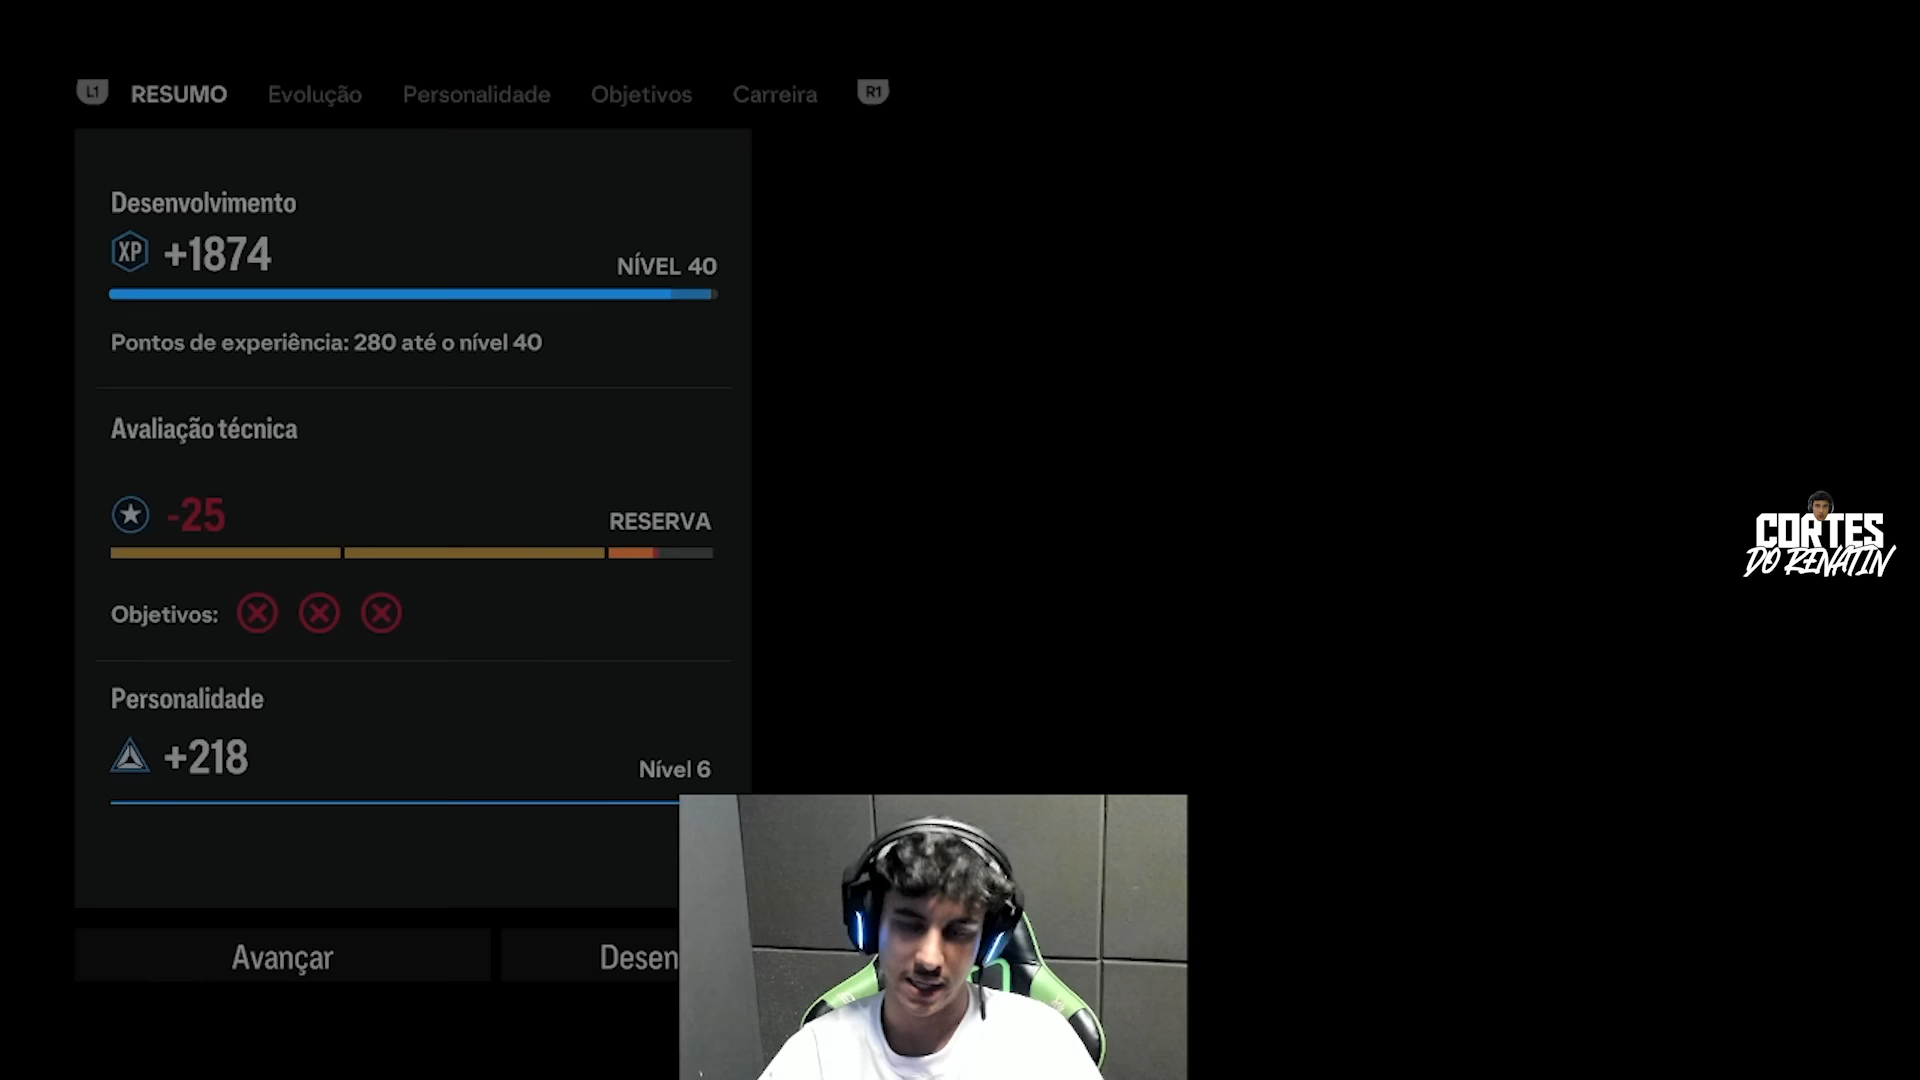 L1 RESUMO Evolução Personalidade Objetivos Carreira R1
Desenvolvimento
XP +1874
NÍVEL 40
Pontos de experiência: 280 até o nível 40
Avaliação técnica
-25
RESERVA
Objetivos:
Personalidade
+218
Nível 6
Avançar
Desen
CORTES
DO RENATIN